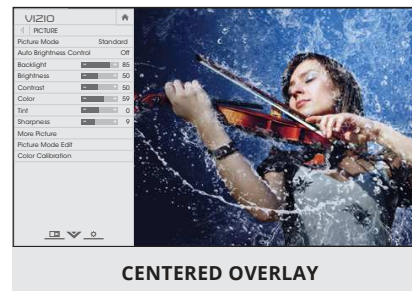 VIZIO
PICTURE
Picture Mode Standard
Auto Brightness Control Off
Backlight 85
Brightness 50
Contrast 50
Color 59
Tint 0
Sharpness 9
More Picture
Picture Mode Edit
Color Calibration
CENTERED OVERLAY